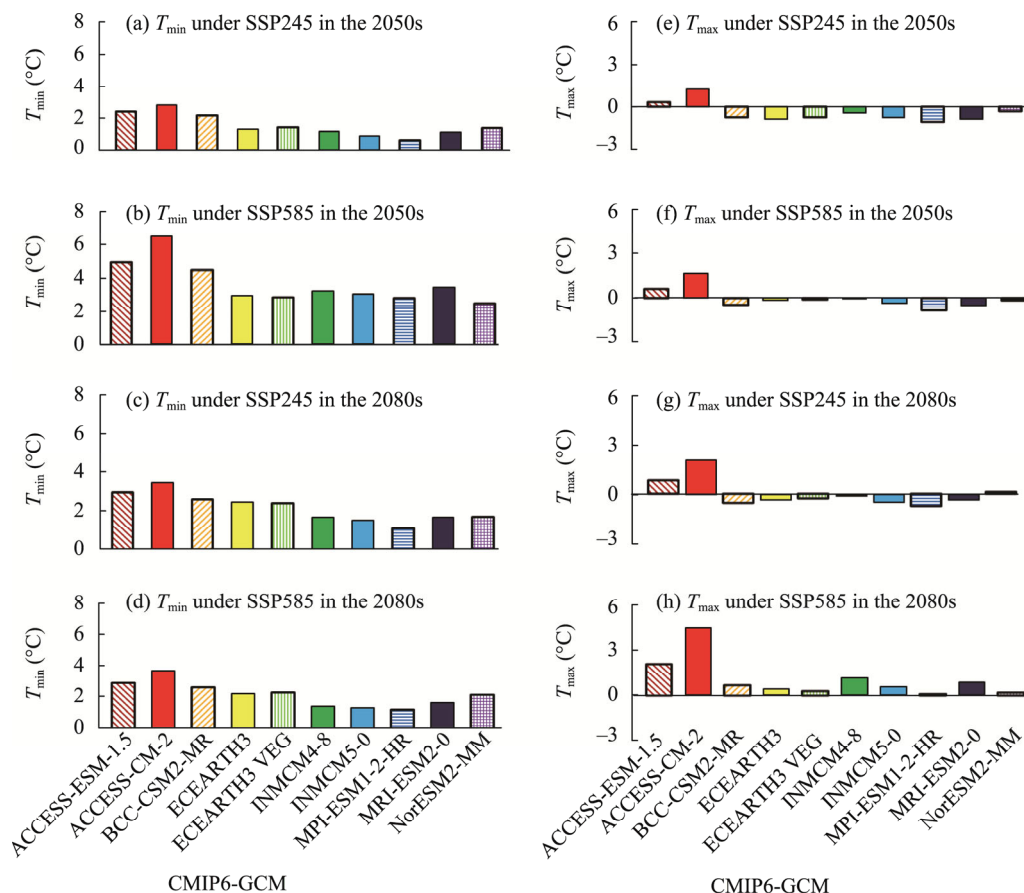 (a) Tmin under SSP245 in the 2050s
Tmin (°C)
8
6
4
2
0
(b) Tmin under SSP585 in the 2050s
Tmin (°C)
8
6
4
2
0
(c) Tmin under SSP245 in the 2080s
Tmin (°C)
8
6
4
2
0
(d) Tmin under SSP585 in the 2080s
Tmin (°C)
8
6
4
2
0
ACCESS-ESM-1.5
ACCESS-CM-2
BCC-CSM2-MR
ECEARTH3
ECEARTH3 VEG
INMCM4-8
INMCM5-0
MPI-ESM1-2-HR
MRI-ESM2-0
NorESM2-MM
CMIP6-GCM
(e) Tmax under SSP245 in the 2050s
Tmax (°C)
6
3
0
–3
(f) Tmax under SSP585 in the 2050s
Tmax (°C)
6
3
0
–3
(g) Tmax under SSP245 in the 2080s
Tmax (°C)
6
3
0
–3
(h) Tmax under SSP585 in the 2080s
Tmax (°C)
6
3
0
–3
ACCESS-ESM-1.5
ACCESS-CM-2
BCC-CSM2-MR
ECEARTH3
ECEARTH3 VEG
INMCM4-8
INMCM5-0
MPI-ESM1-2-HR
MRI-ESM2-0
NorESM2-MM
CMIP6-GCM